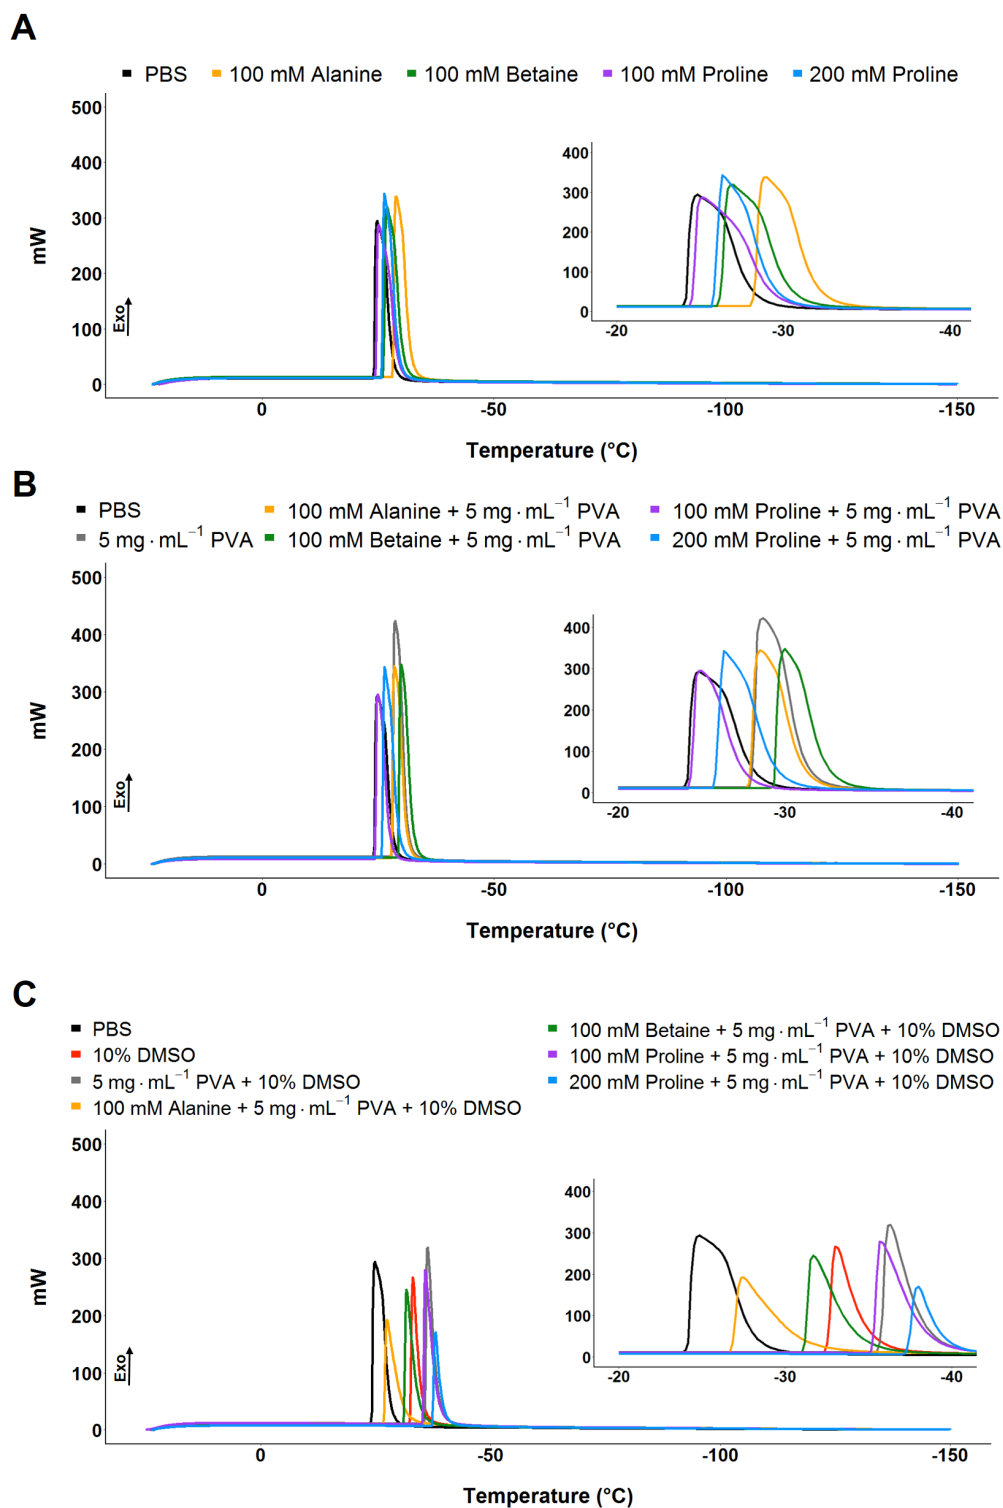 A
PBS 100 mM Alanine 100 mM Betaine 100 mM Proline 200 mM Proline
500
400
300
200
100
0
mW
Exo
400
300
200
100
0
-20 -30 -40
0 -50 -100 -150
Temperature (°C)
B
PBS 100 mM Alanine + 5 mg · mL⁻¹ PVA 100 mM Proline + 5 mg · mL⁻¹ PVA
5 mg · mL⁻¹ PVA 100 mM Betaine + 5 mg · mL⁻¹ PVA 200 mM Proline + 5 mg · mL⁻¹ PVA
500
400
300
200
100
0
mW
Exo
400
300
200
100
0
-20 -30 -40
0 -50 -100 -150
Temperature (°C)
C
PBS
10% DMSO
5 mg · mL⁻¹ PVA + 10% DMSO
100 mM Alanine + 5 mg · mL⁻¹ PVA + 10% DMSO
100 mM Betaine + 5 mg · mL⁻¹ PVA + 10% DMSO
100 mM Proline + 5 mg · mL⁻¹ PVA + 10% DMSO
200 mM Proline + 5 mg · mL⁻¹ PVA + 10% DMSO
500
400
300
200
100
0
mW
Exo
400
300
200
100
0
-20 -30 -40
0 -50 -100 -150
Temperature (°C)